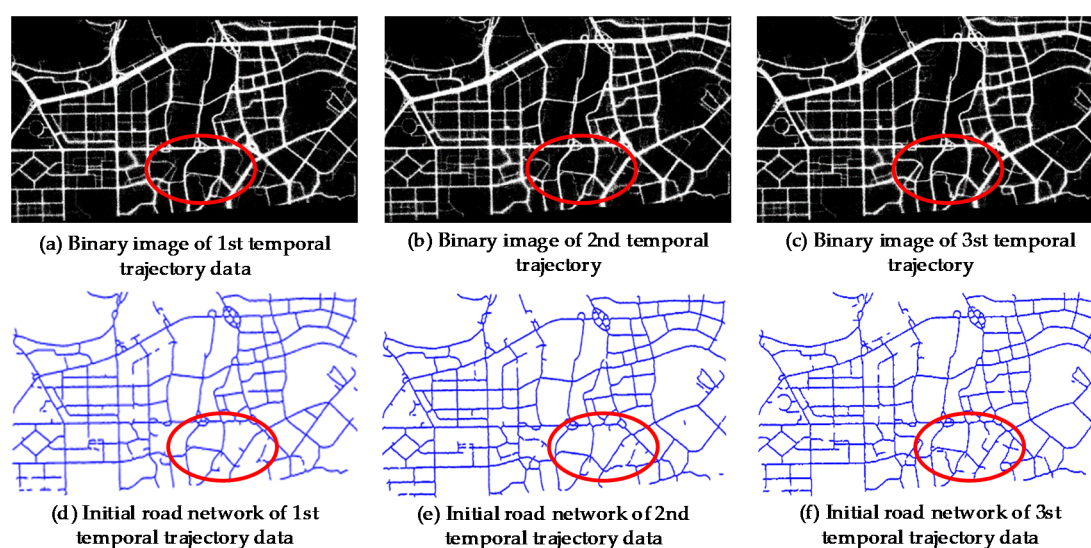 (a) Binary image of 1st temporal
trajectory data
(b) Binary image of 2nd temporal
trajectory
(c) Binary image of 3st temporal
trajectory
(d) Initial road network of 1st
temporal trajectory data
(e) Initial road network of 2nd
temporal trajectory data
(f) Initial road network of 3st
temporal trajectory data